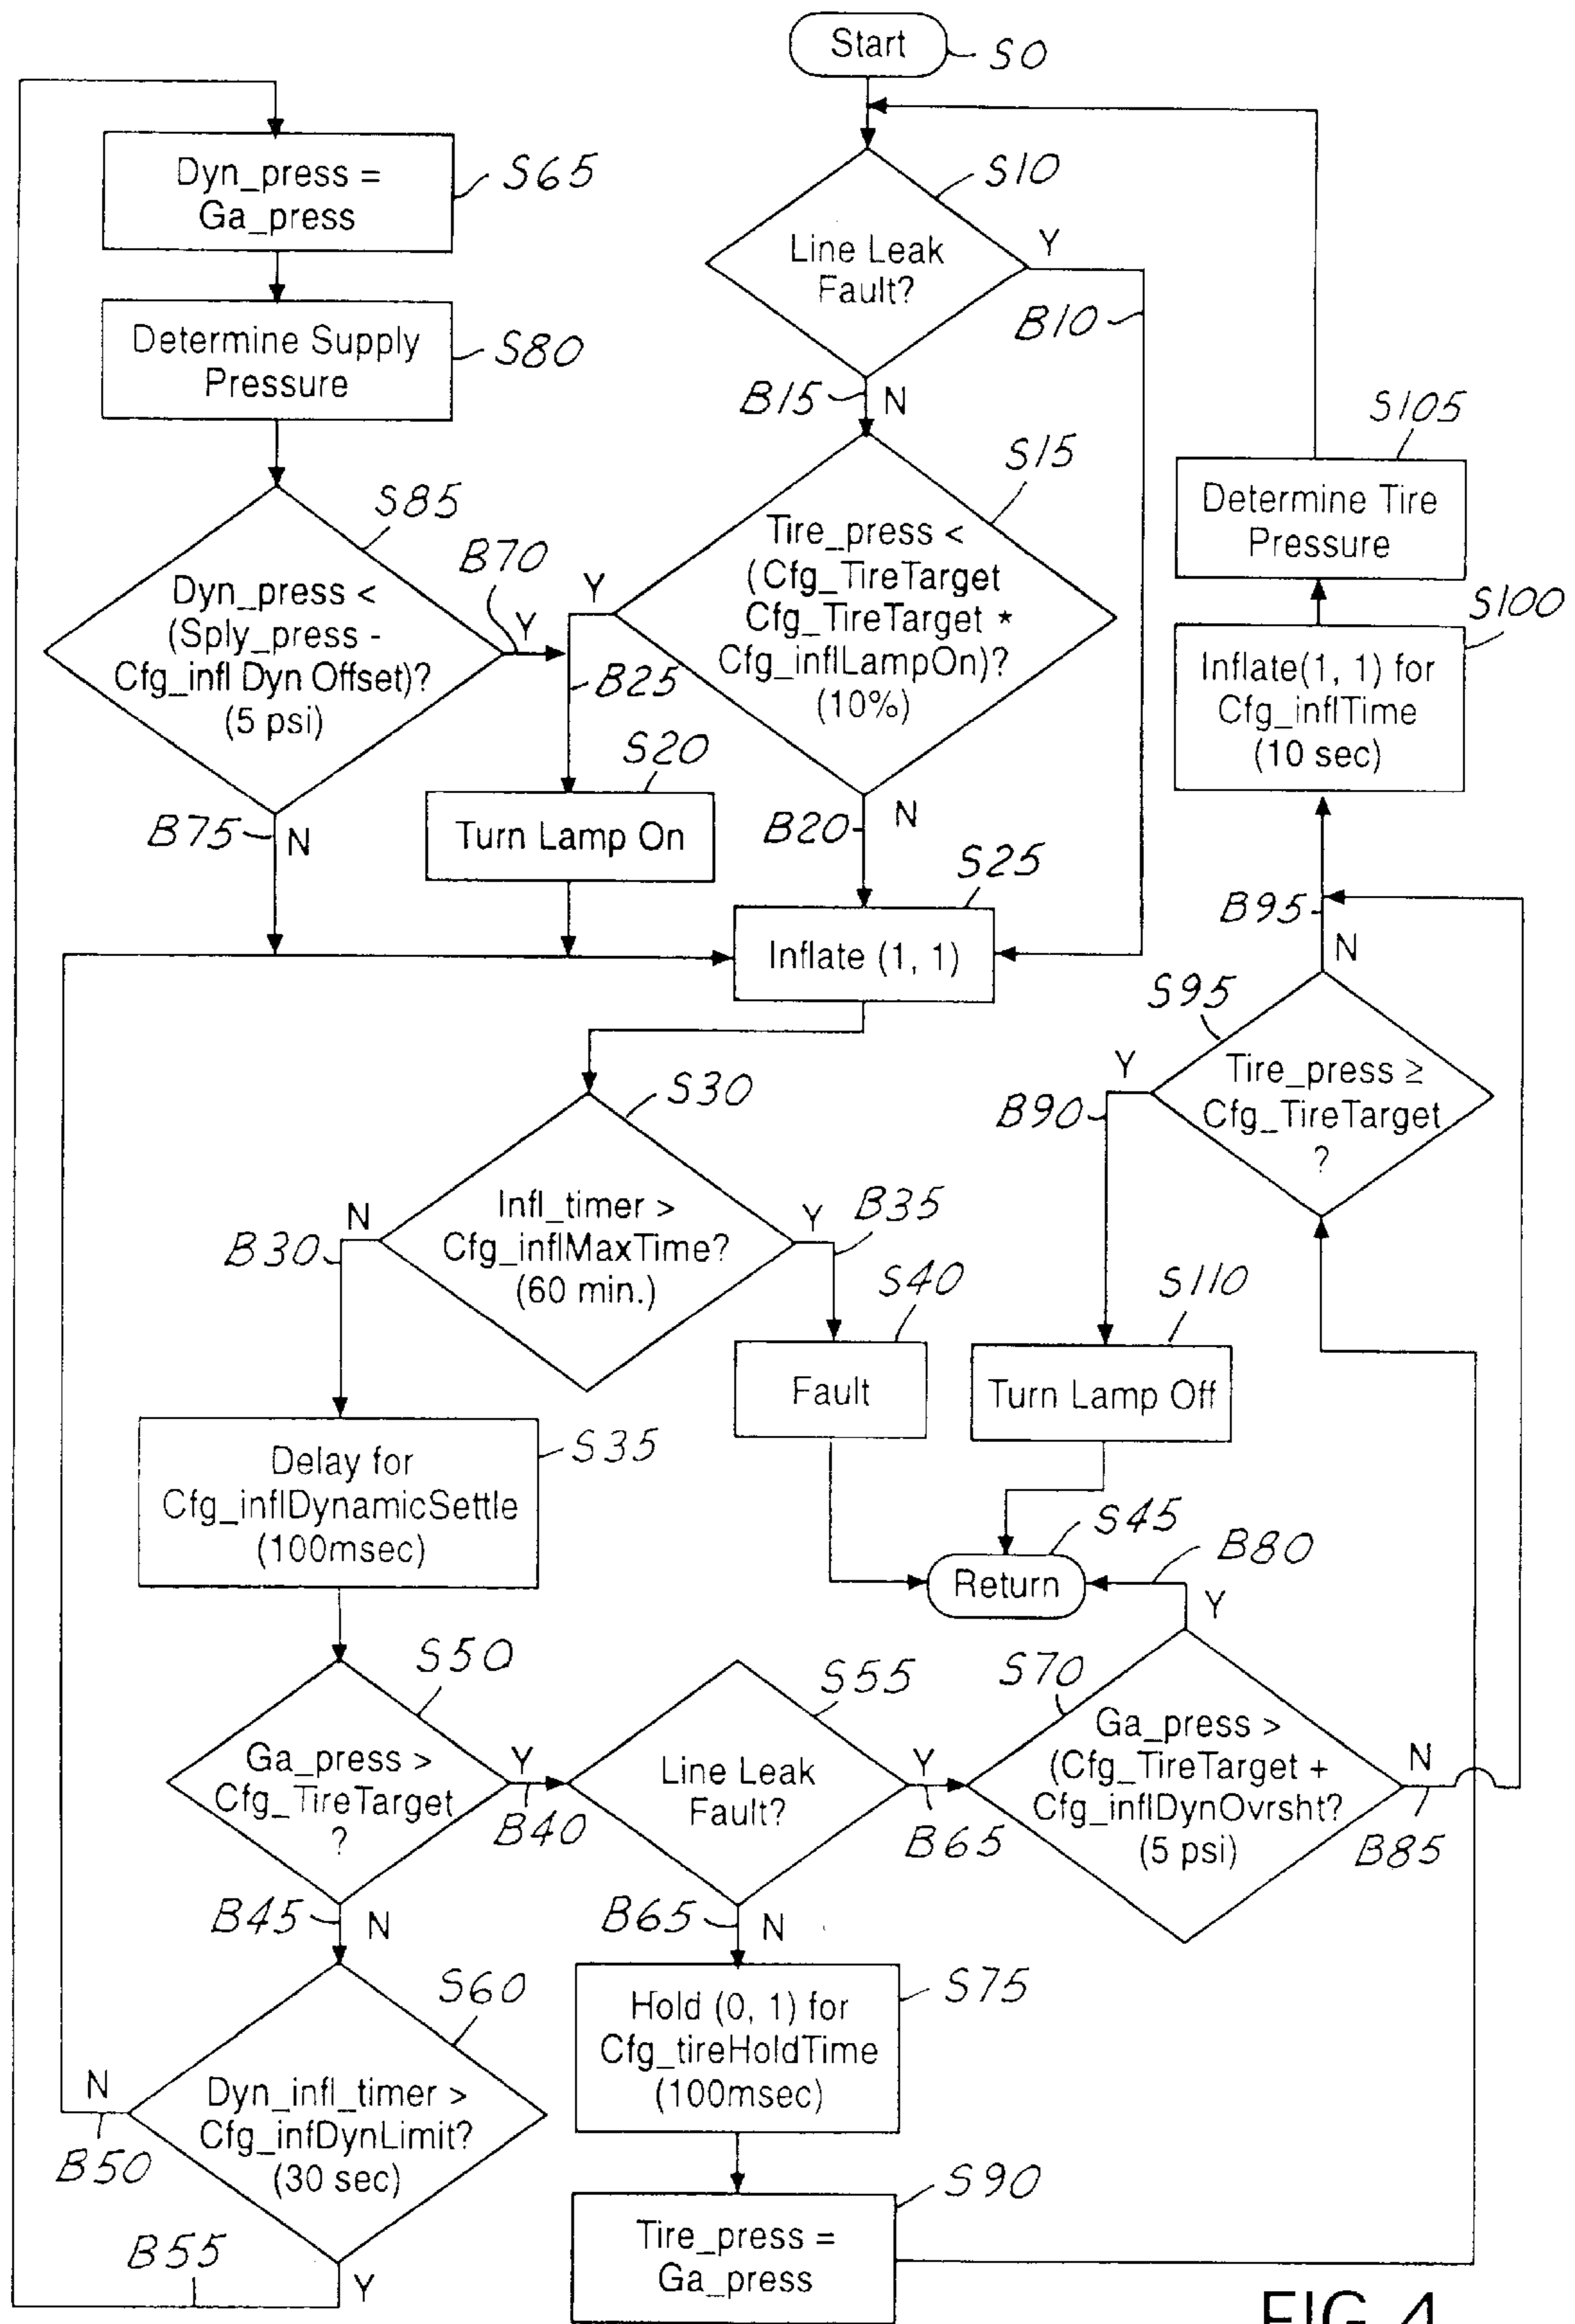 Start
S0
Dyn_press =
Ga_press
S65
S10
Line Leak
Fault?
Y
B10
Determine Supply
Pressure
S80
B15
N
S105
Determine Tire
Pressure
S15
Tire_press <
(Cfg_TireTarget
Cfg_TireTarget *
Cfg_inflLampOn)?
(10%)
Y
S85
Dyn_press <
(Sply_press -
Cfg_infl Dyn Offset)?
(5 psi)
B70
Y
B25
S100
Inflate(1, 1) for
Cfg_inflTime
(10 sec)
S20
Turn Lamp On
B75
N
B20
N
S25
Inflate (1, 1)
B95
N
S95
Tire_press ≥
Cfg_TireTarget
?
Y
B90
S30
Infl_timer >
Cfg_inflMaxTime?
(60 min.)
N
B30
Y
B35
S40
Fault
S110
Turn Lamp Off
S35
Delay for
Cfg_inflDynamicSettle
(100msec)
S45
Return
B80
Y
S50
Ga_press >
Cfg_TireTarget
?
Y
B40
S55
Line Leak
Fault?
Y
B65
S70
Ga_press >
(Cfg_TireTarget +
Cfg_inflDynOvrsht?
(5 psi)
N
B85
B45
N
B65
N
S60
Dyn_infl_timer >
Cfg_infDynLimit?
(30 sec)
N
B50
S75
Hold (0, 1) for
Cfg_tireHoldTime
(100msec)
S90
Tire_press =
Ga_press
B55
Y
FIG 4